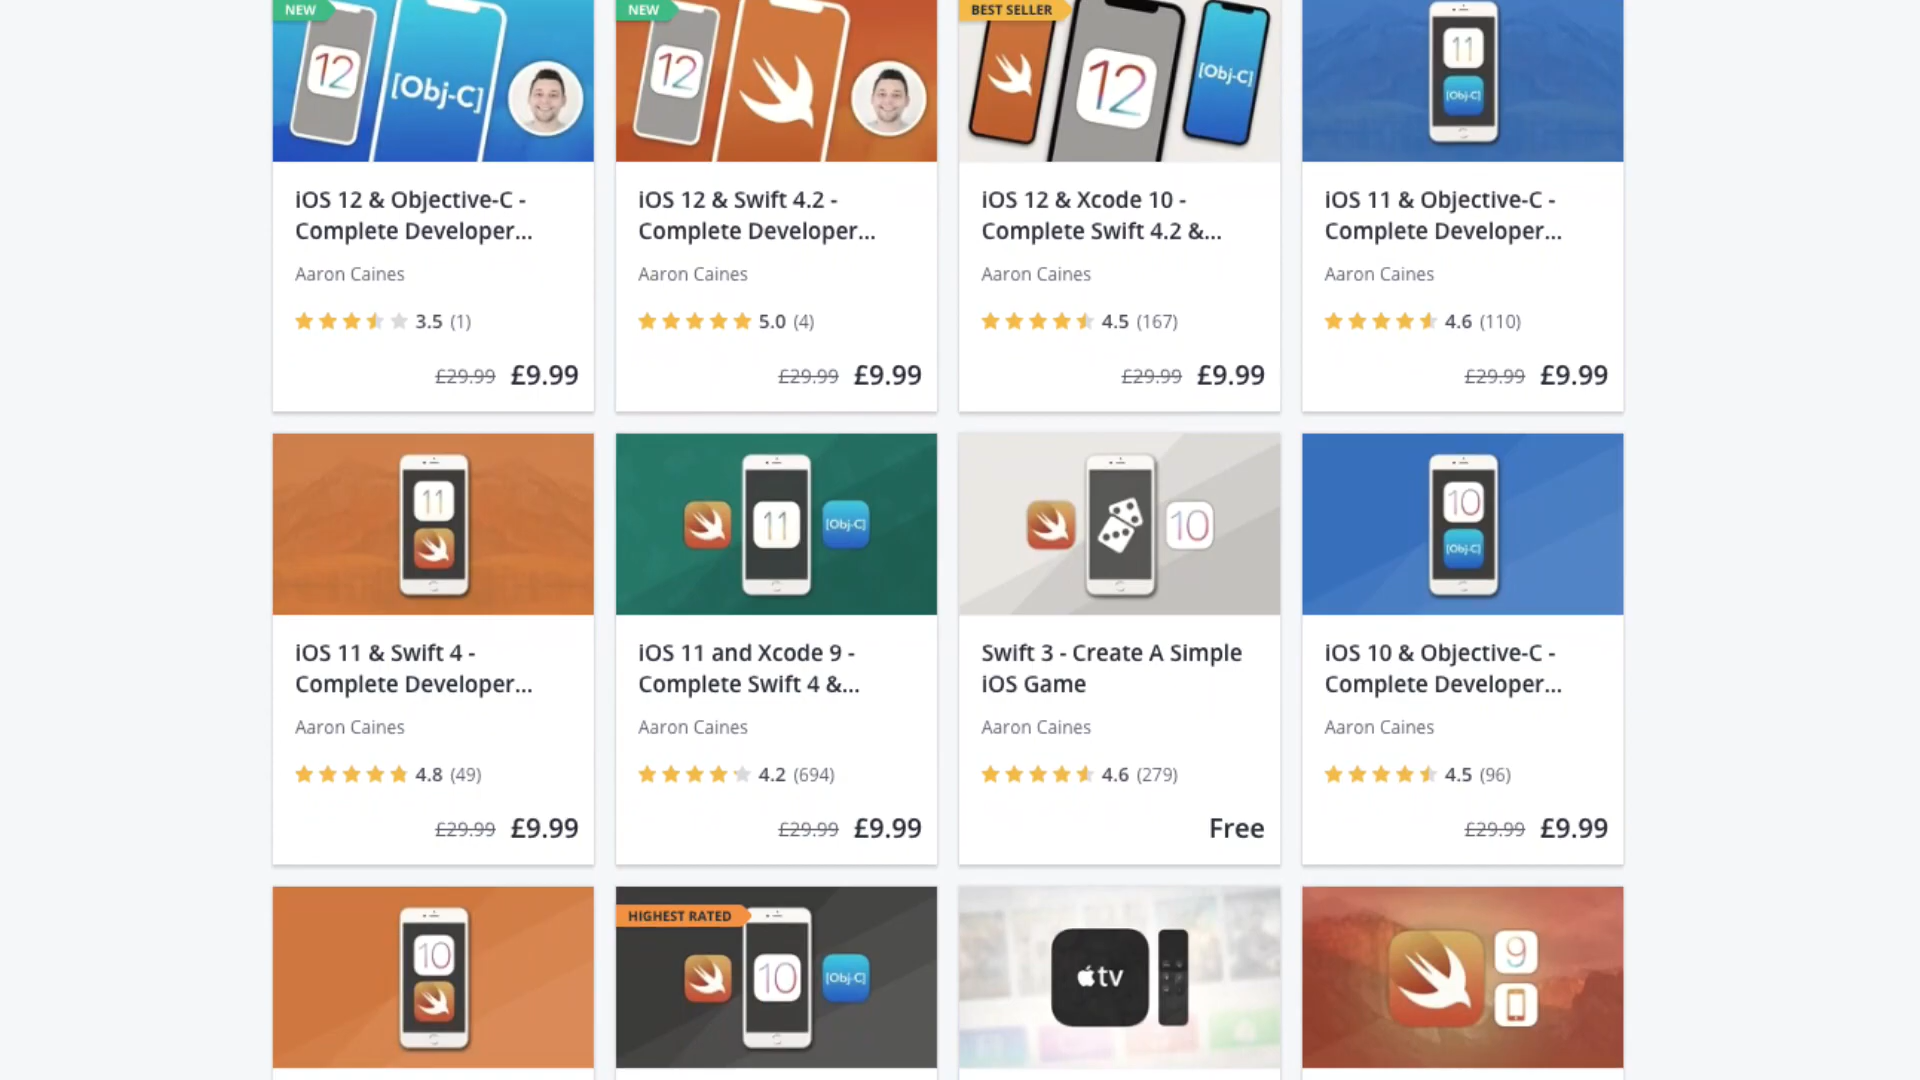 NEW
NEW
BEST SELLER
12
[Obj-C]
12
12
[Obj-C]
11
[Obj-C]
iOS 12 & Objective-C -
Complete Developer...
Aaron Caines
3.5 (1)
£29.99 £9.99
iOS 12 & Swift 4.2 -
Complete Developer...
Aaron Caines
5.0 (4)
£29.99 £9.99
iOS 12 & Xcode 10 -
Complete Swift 4.2 &...
Aaron Caines
4.5 (167)
£29.99 £9.99
iOS 11 & Objective-C -
Complete Developer...
Aaron Caines
4.6 (110)
£29.99 £9.99
11
11
[Obj-C]
10
10
[Obj-C]
iOS 11 & Swift 4 -
Complete Developer...
Aaron Caines
4.8 (49)
£29.99 £9.99
iOS 11 and Xcode 9 -
Complete Swift 4 &...
Aaron Caines
4.2 (694)
£29.99 £9.99
Swift 3 - Create A Simple
iOS Game
Aaron Caines
4.6 (279)
Free
iOS 10 & Objective-C -
Complete Developer...
Aaron Caines
4.5 (96)
£29.99 £9.99
10
HIGHEST RATED
10
[Obj-C]
tv
9